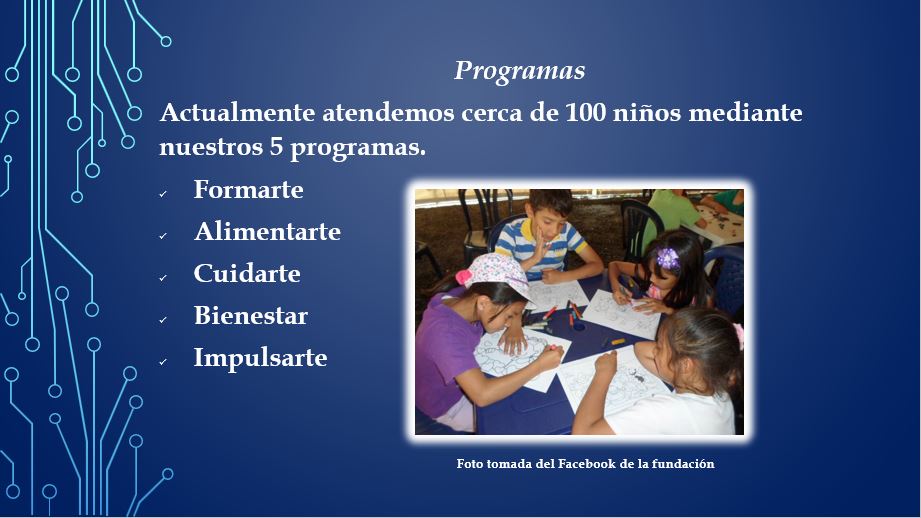 Programas
Actualmente atendemos cerca de 100 niños mediante
nuestros 5 programas.
✓ Formarte
✓ Alimentarte
✓ Cuidarte
✓ Bienestar
✓ Impulsarte
Foto tomada del Facebook de la fundación